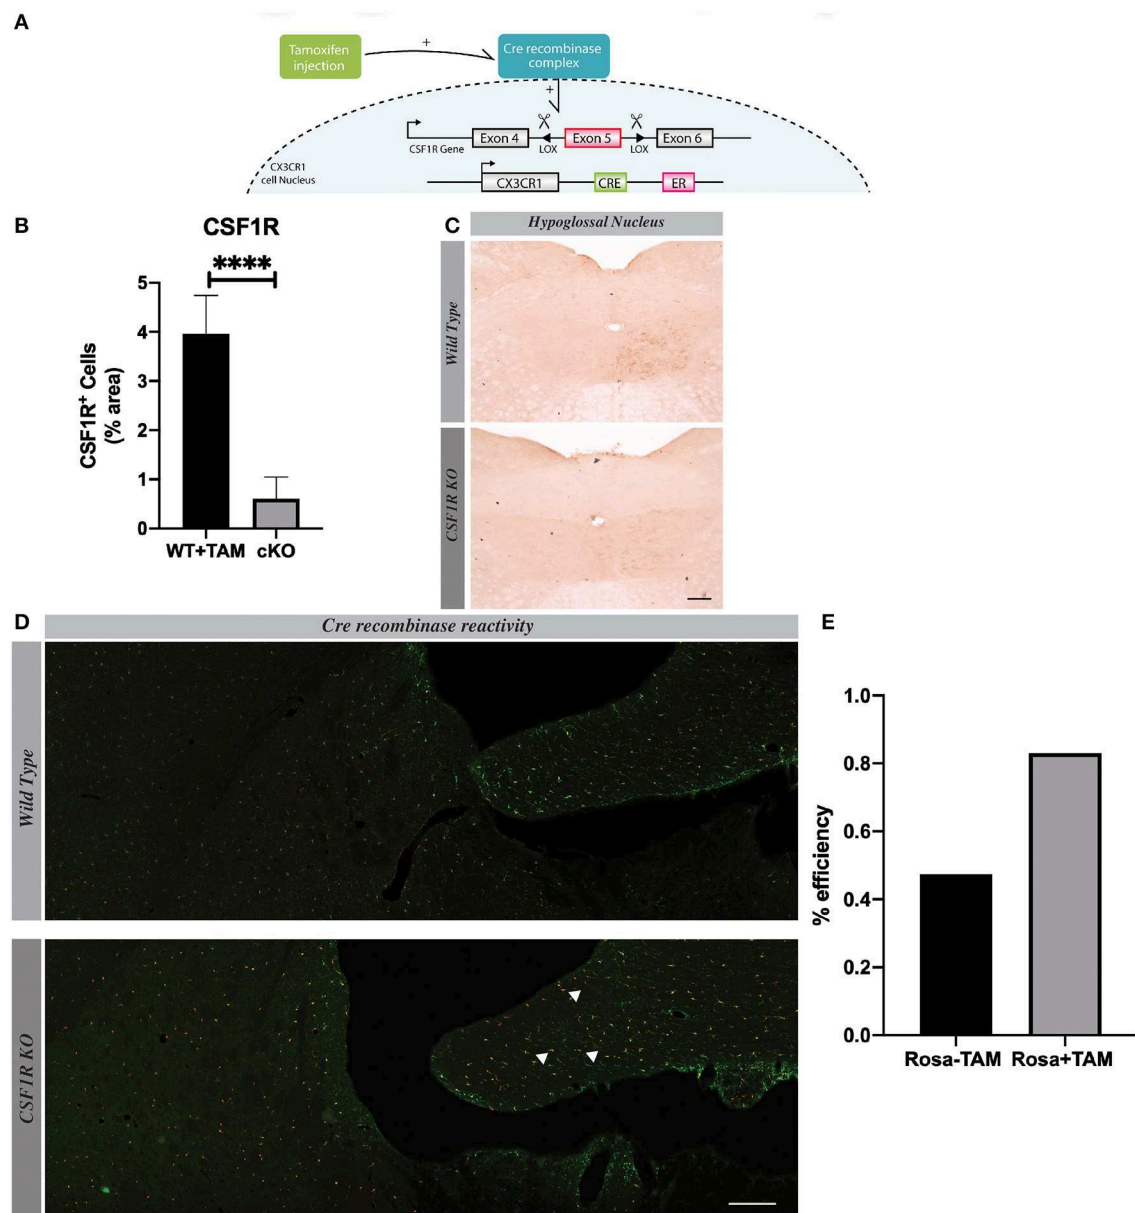 A
Tamoxifen
injection
+
Cre recombinase
complex
+
Exon 4
Exon 5
Exon 6
CSF1R Gene
LOX
LOX
CX3CR1
cell Nucleus
CX3CR1
CRE
ER
B
CSF1R
****
5
4
3
2
1
0
CSF1R+ Cells
(% area)
WT+TAM
cKO
C
Hypoglossal Nucleus
Wild Type
CSF1R KO
D
Cre recombinase reactivity
Wild Type
CSF1R KO
E
1.0
0.8
0.6
0.4
0.2
0.0
% efficiency
Rosa-TAM
Rosa+TAM